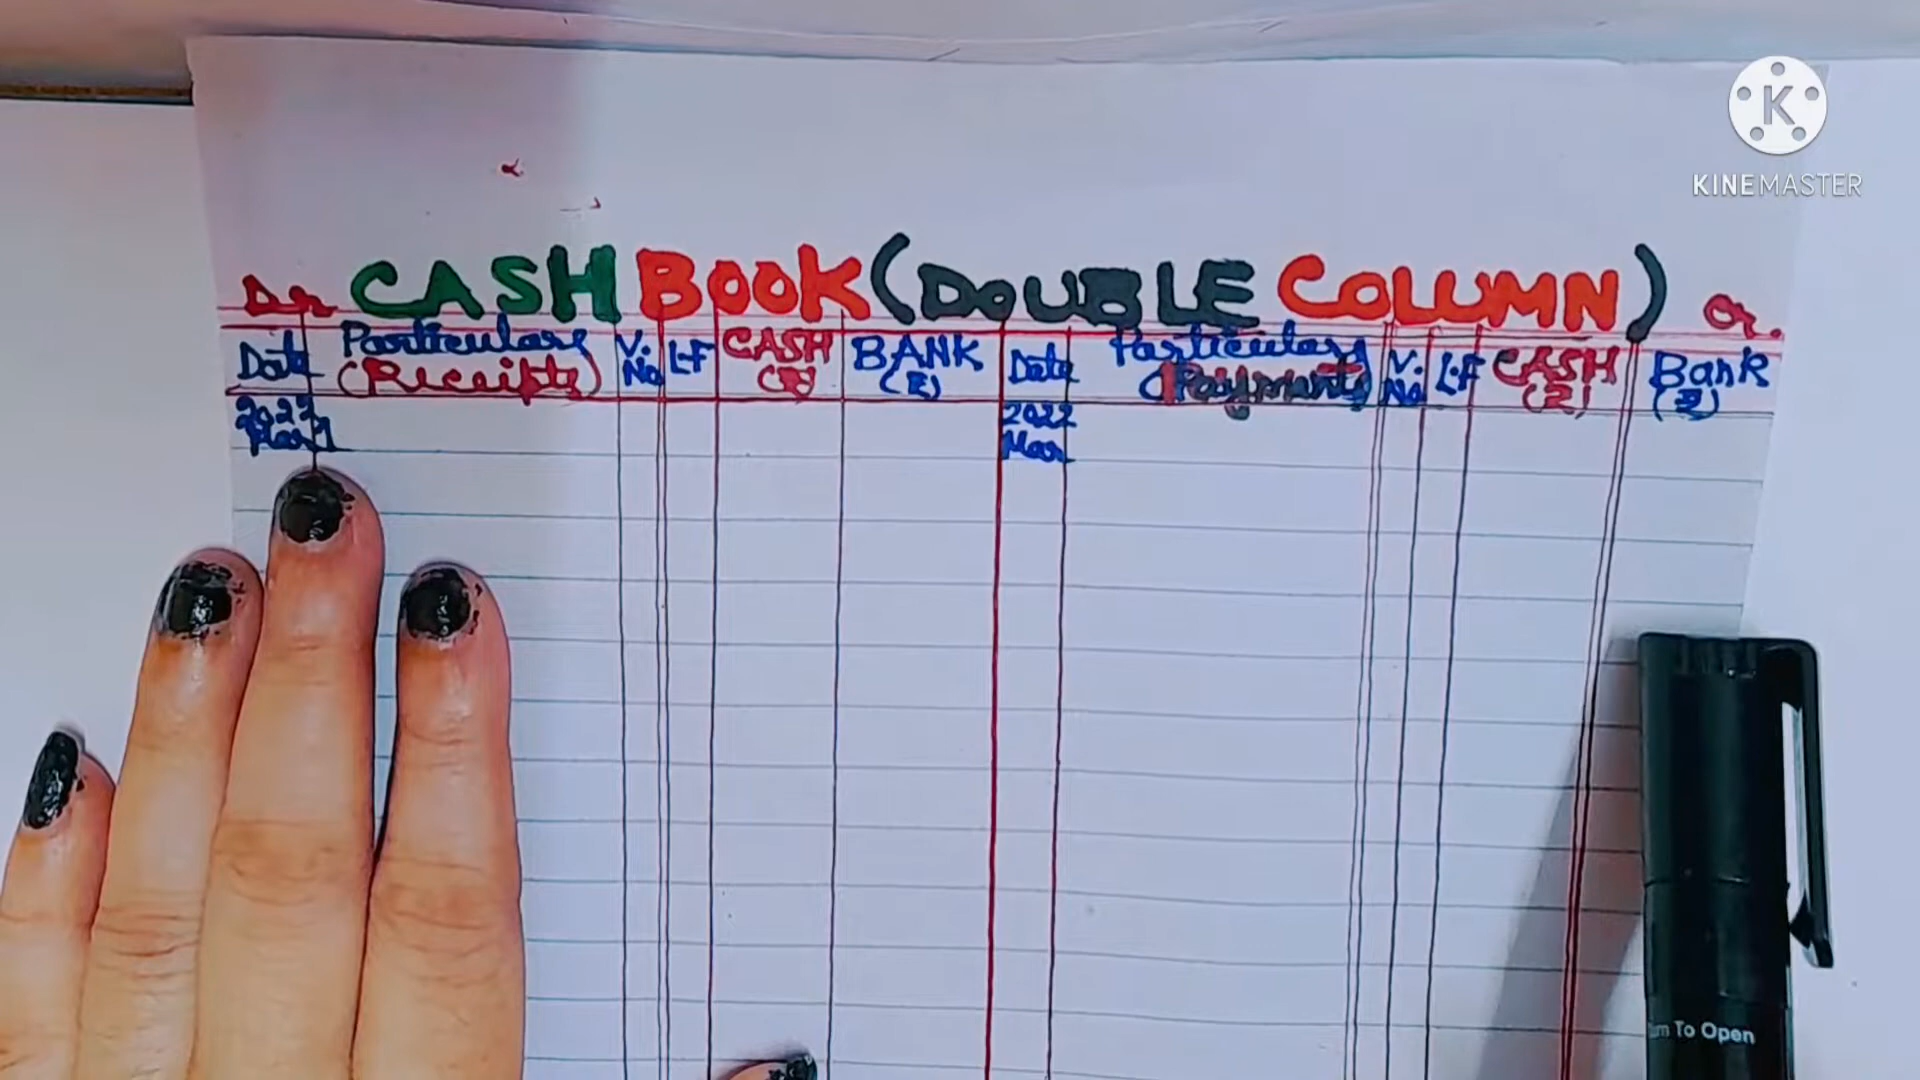 KINEMASTER
Dr. CASH BOOK (DOUBLE COLUMN) Cr.
Date Particulars (Receipts) V. No L.F CASH (₹) BANK (₹) Date Particulars (Payments) V. No L.F CASH (₹) Bank (₹)
2022 2022
Mar 1 Mar
To Open